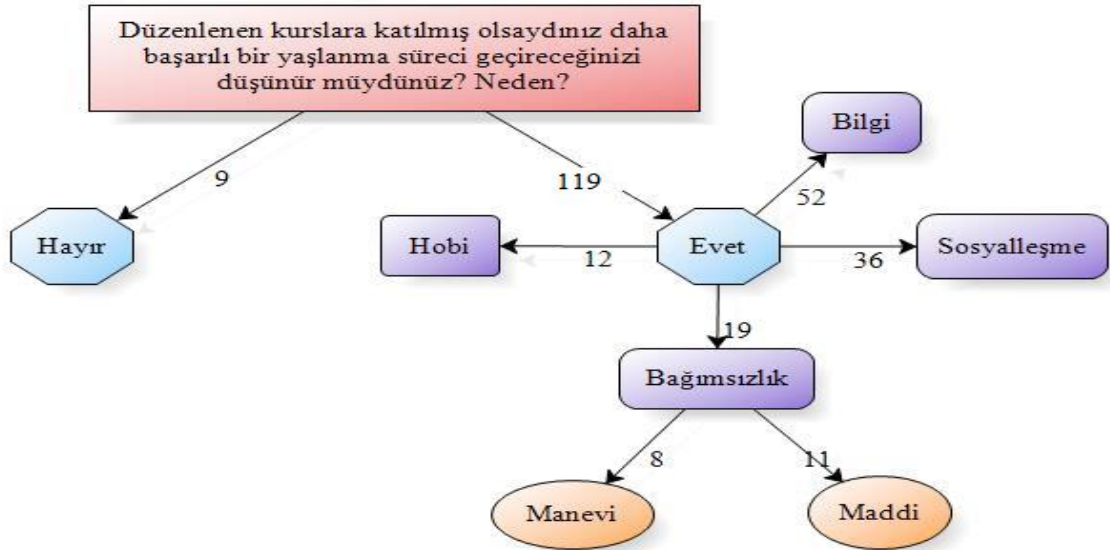 Düzenlenen kurslara katılmış olsaydınız daha
başarılı bir yaşlanma süreci geçireceğinizi
düşünür müydünüz? Neden?
Bilgi
9
119
52
Hayır
Hobi
12
Evet
36
Sosyalleşme
19
Bağımsızlık
8
11
Manevi
Maddi